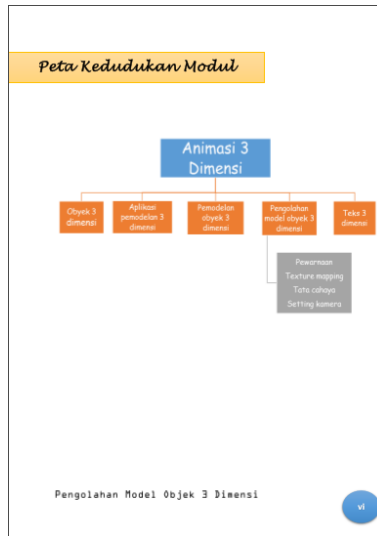 Peta Kedudukan Modul
Animasi 3
Dimensi
Obyek 3
dimensi
Aplikasi
pemodelan 3
dimensi
Pemodelan
obyek 3
dimensi
Pengolahan
model obyek 3
dimensi
Teks 3
dimensi
Pewarnaan
Texture mapping
Tata cahaya
Setting kamera
Pengolahan Model Objek 3 Dimensi
vi